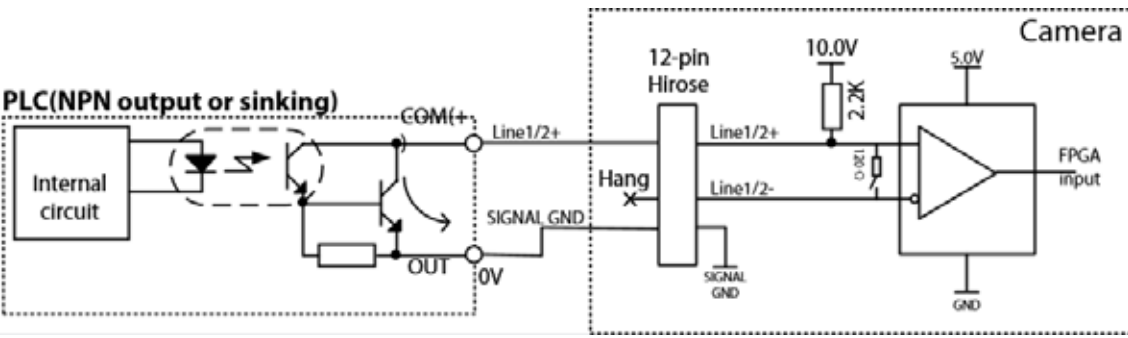 Camera
12-pin
Hirose
10.0V
5.0V
2.2K
PLC(NPN output or sinking)
COM(+
Line1/2+
Line1/2+
120 Ω
FPGA
input
Internal
circuit
Hang
Line1/2-
SIGNAL GND
OUT
0V
SIGNAL
GND
GND